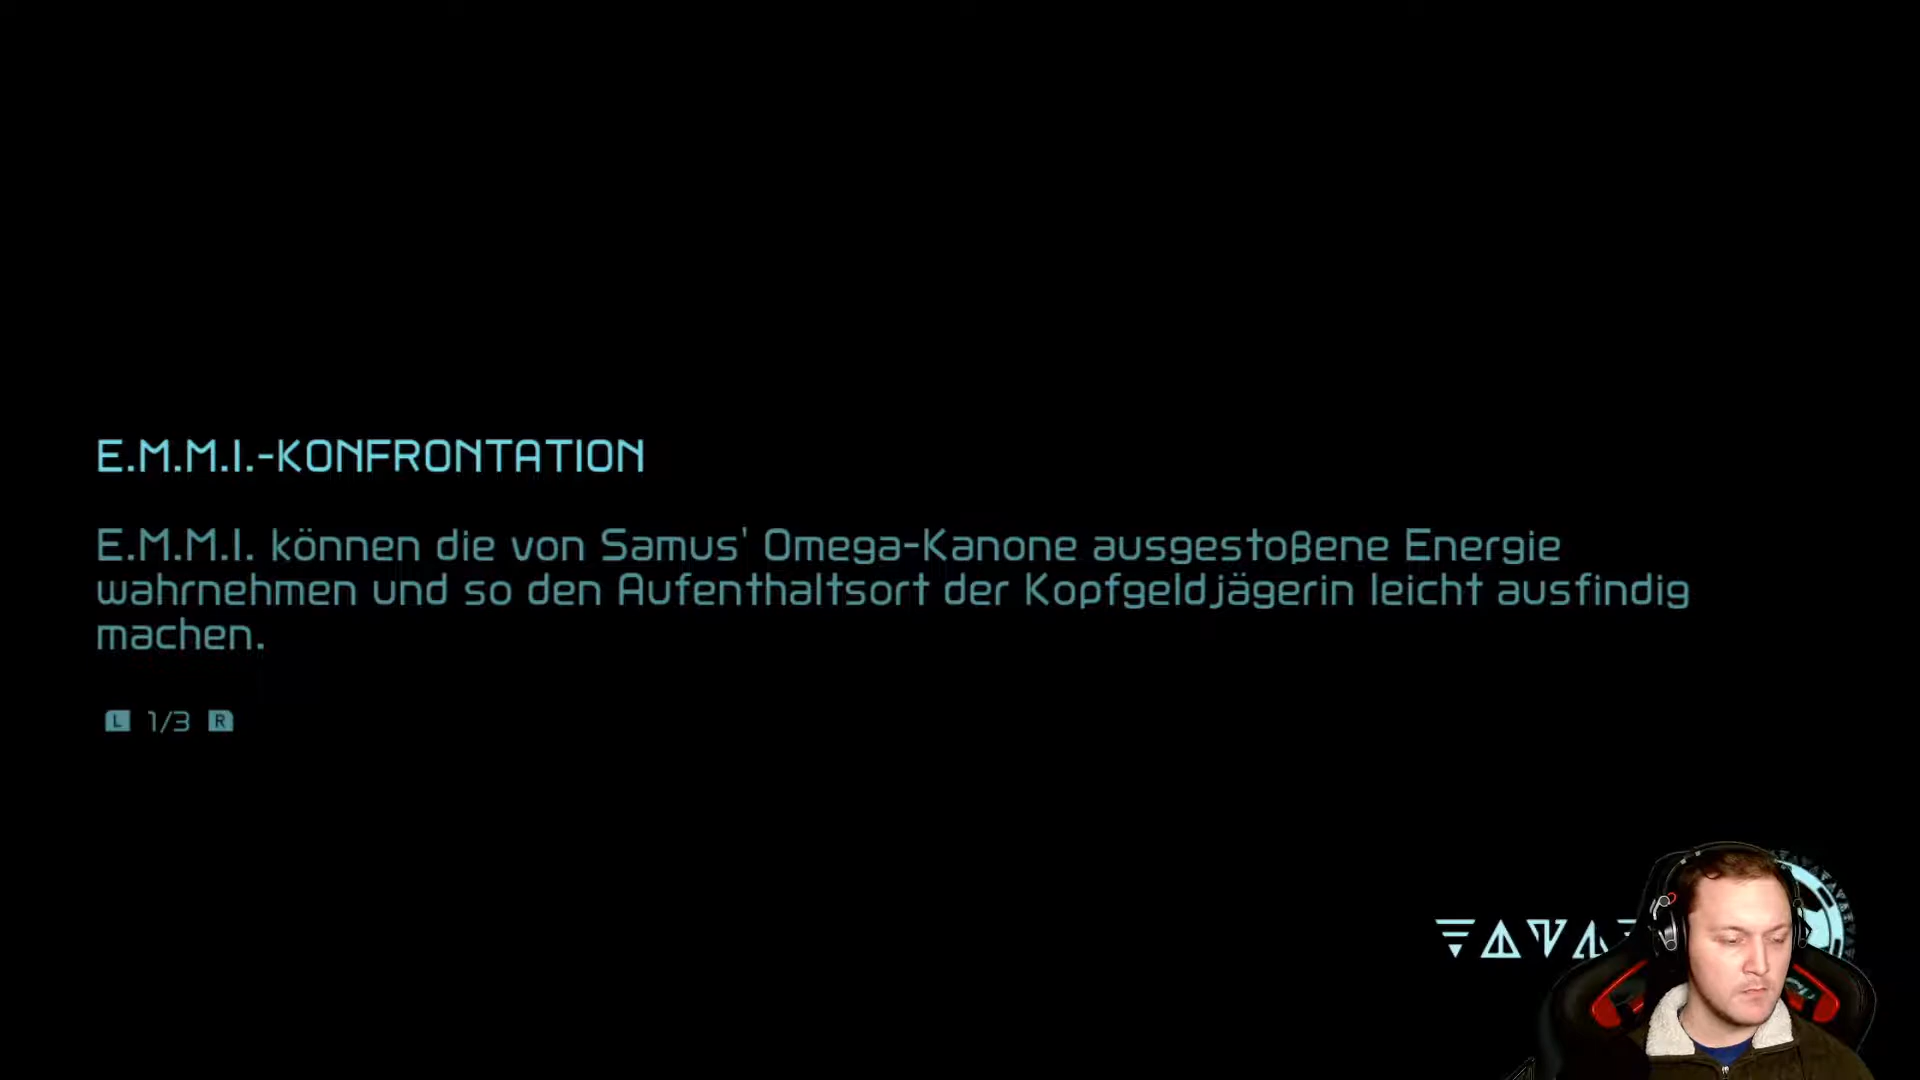 E.M.M.I.-KONFRONTATION
E.M.M.I. können die von Samus' Omega-Kanone ausgestoßene Energie
wahrnehmen und so den Aufenthaltsort der Kopfgeldjägerin leicht ausfindig
machen.
L 1/3 R